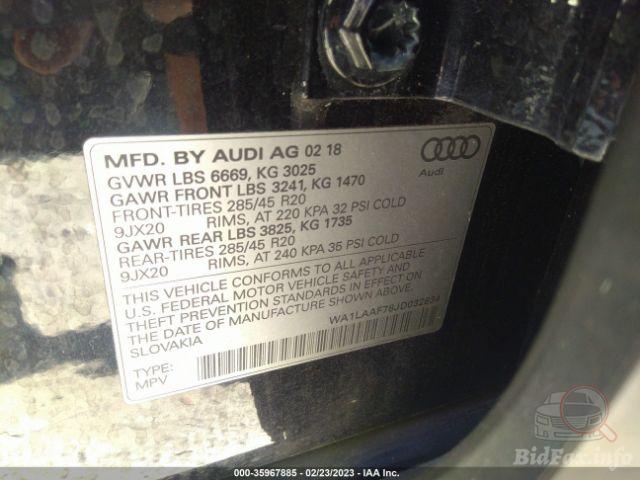 MFD. BY AUDI AG 02 18
GVWR LBS 6669, KG 3025
GAWR FRONT LBS 3241, KG 1470
FRONT-TIRES 285/45 R20
9JX20 RIMS, AT 220 KPA 32 PSI COLD
GAWR REAR LBS 3825, KG 1735
REAR-TIRES 285/45 R20
9JX20 RIMS, AT 240 KPA 35 PSI COLD
THIS VEHICLE CONFORMS TO ALL APPLICABLE
U.S. FEDERAL MOTOR VEHICLE SAFETY AND
THEFT PREVENTION STANDARDS IN EFFECT ON
THE DATE OF MANUFACTURE SHOWN ABOVE
SLOVAKIA
WA1LAAF76JD032834
TYPE:
MPV
Audi
BidFax.info
000-35967885 - 02/23/2023 - IAA Inc.